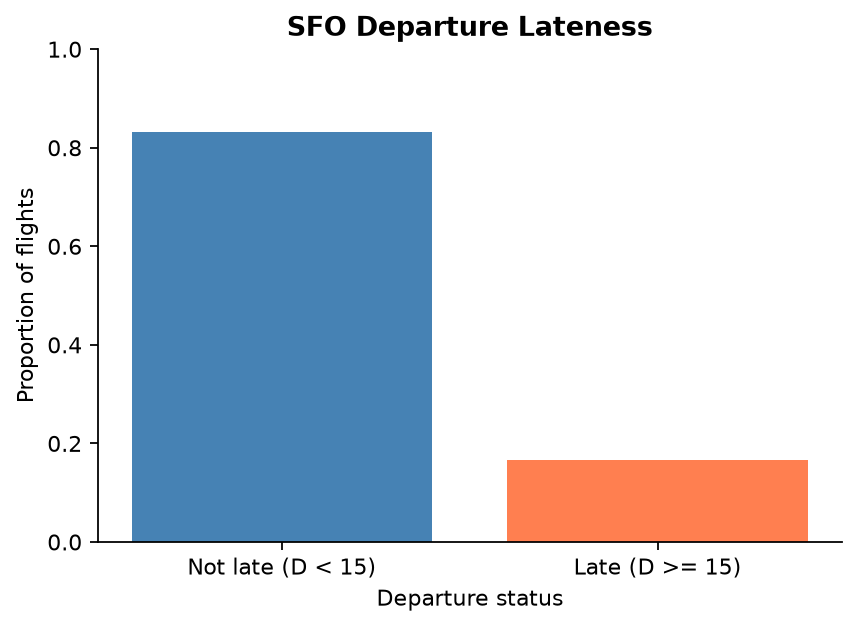 SFO Departure Lateness
Proportion of flights
1.0
0.8
0.6
0.4
0.2
0.0
Not late (D < 15)
Late (D >= 15)
Departure status